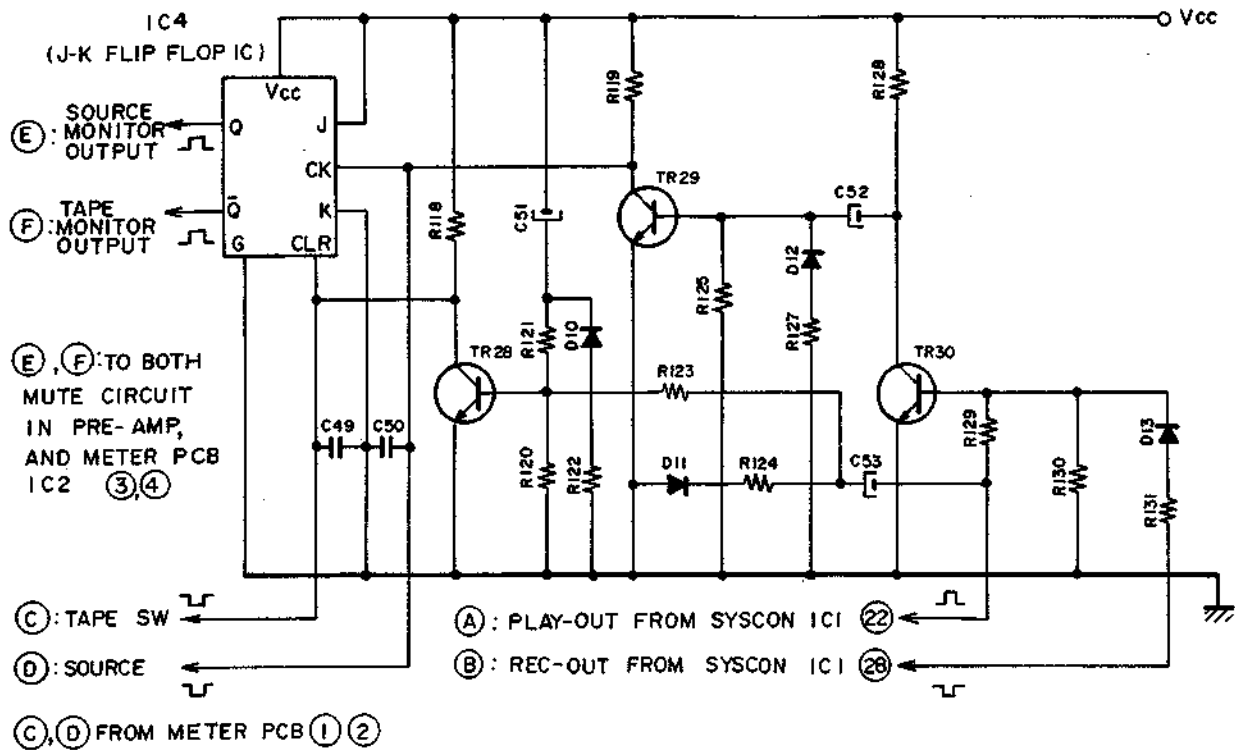 IC4
(J-K FLIP FLOP IC)
Vcc
Vcc
Q
J
CK
Q̄
K
G
CLR
Ⓔ: SOURCE
MONITOR
OUTPUT
Ⓕ: TAPE
MONITOR
OUTPUT
R118
C51
R119
TR29
C52
R128
R125
D12
R127
R121
D10
TR28
R123
TR30
R129
D13
C49
C50
R120
R122
D11
R124
C53
R130
R131
Ⓔ, Ⓕ: TO BOTH
MUTE CIRCUIT
IN PRE-AMP,
AND METER PCB
IC2 ③,④
Ⓒ: TAPE SW
Ⓓ: SOURCE
Ⓐ: PLAY-OUT FROM SYSCON IC1 ㉒
Ⓑ: REC-OUT FROM SYSCON IC1 ㉘
Ⓒ,Ⓓ FROM METER PCB ① ②